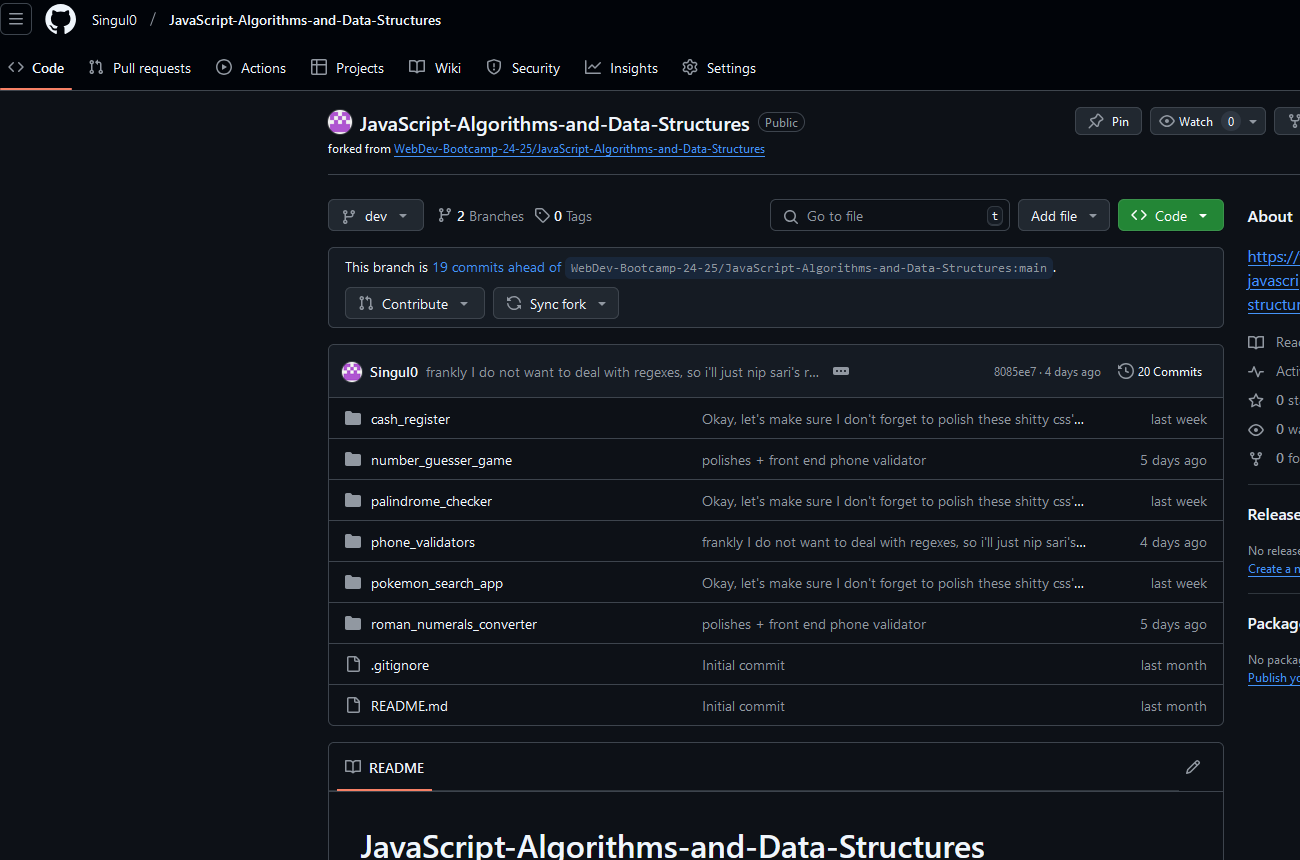 Singul0 / JavaScript-Algorithms-and-Data-Structures
Code Pull requests Actions Projects Wiki Security Insights Settings
JavaScript-Algorithms-and-Data-Structures Public Pin Watch 0
forked from WebDev-Bootcamp-24-25/JavaScript-Algorithms-and-Data-Structures
dev 2 Branches 0 Tags Go to file t Add file Code
This branch is 19 commits ahead of WebDev-Bootcamp-24-25/JavaScript-Algorithms-and-Data-Structures:main .
Contribute Sync fork
Singul0 frankly I do not want to deal with regexes, so i'll just nip sari's r... 8085ee7 · 4 days ago 20 Commits
cash_register Okay, let's make sure I don't forget to polish these shitty css'... last week
number_guesser_game polishes + front end phone validator 5 days ago
palindrome_checker Okay, let's make sure I don't forget to polish these shitty css'... last week
phone_validators frankly I do not want to deal with regexes, so i'll just nip sari's... 4 days ago
pokemon_search_app Okay, let's make sure I don't forget to polish these shitty css'... last week
roman_numerals_converter polishes + front end phone validator 5 days ago
.gitignore Initial commit last month
README.md Initial commit last month
README
JavaScript-Algorithms-and-Data-Structures
About
https://
javascri
structur
Rea
Acti
0 st
0 wa
0 fo
Release
No release
Create a n
Packag
No packag
Publish yo